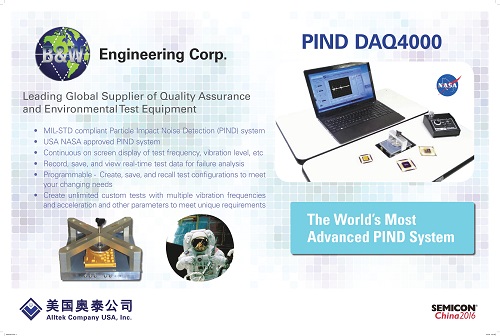 B&W Engineering Corp.
Leading Global Supplier of Quality Assurance
and Environmental Test Equipment
• MIL-STD compliant Particle Impact Noise Detection (PIND) system
• USA NASA approved PIND system
• Continuous on screen display of test frequency, vibration level, etc
• Record, save, and view real-time test data for failure analysis
• Programmable - Create, save, and recall test configurations to meet
your changing needs
• Create unlimited custom tests with multiple vibration frequencies
and acceleration and other parameters to meet unique requirements
美国奥泰公司
Alltek Company USA, Inc.
PIND DAQ4000
NASA
The World's Most
Advanced PIND System
SEMICON®
China2016